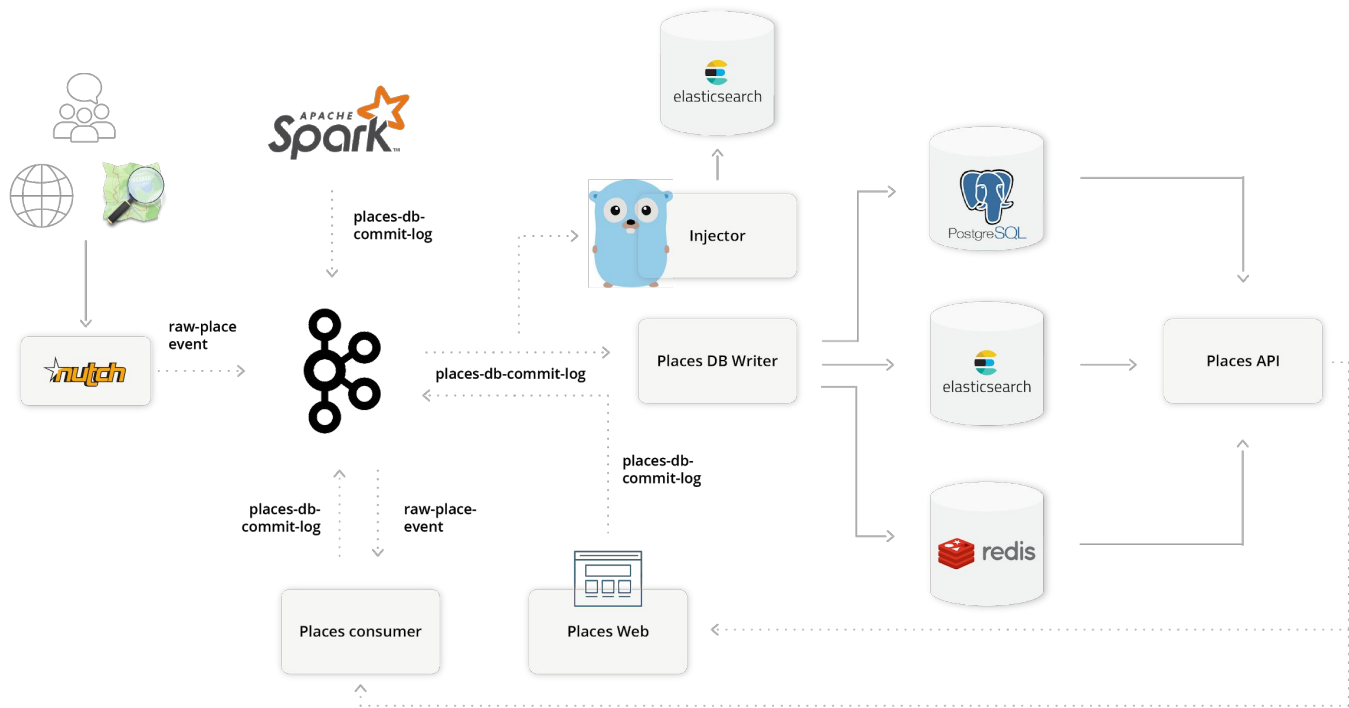 elasticsearch
APACHE
Spark™
places-db-
commit-log
Injector
PostgreSQL
raw-place
event
nutch
places-db-commit-log
Places DB Writer
elasticsearch
Places API
places-db-
commit-log
places-db-
commit-log
raw-place-
event
redis
Places consumer
Places Web